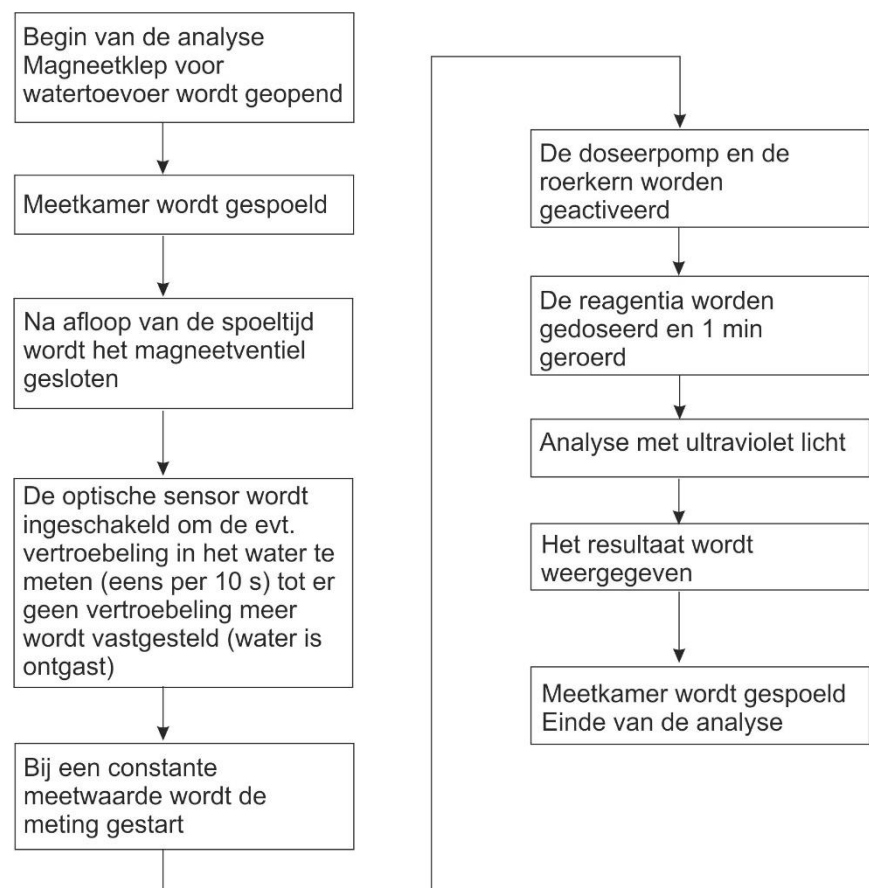 Begin van de analyse
Magneetklep voor
watertoevoer wordt geopend
Meetkamer wordt gespoeld
Na afloop van de spoeltijd
wordt het magneetventiel
gesloten
De optische sensor wordt
ingeschakeld om de evt.
vertroebeling in het water te
meten (eens per 10 s) tot er
geen vertroebeling meer
wordt vastgesteld (water is
ontgast)
Bij een constante
meetwaarde wordt de
meting gestart
De doseerpomp en de
roerkern worden
geactiveerd
De reagentia worden
gedoseerd en 1 min
geroerd
Analyse met ultraviolet licht
Het resultaat wordt
weergegeven
Meetkamer wordt gespoeld
Einde van de analyse